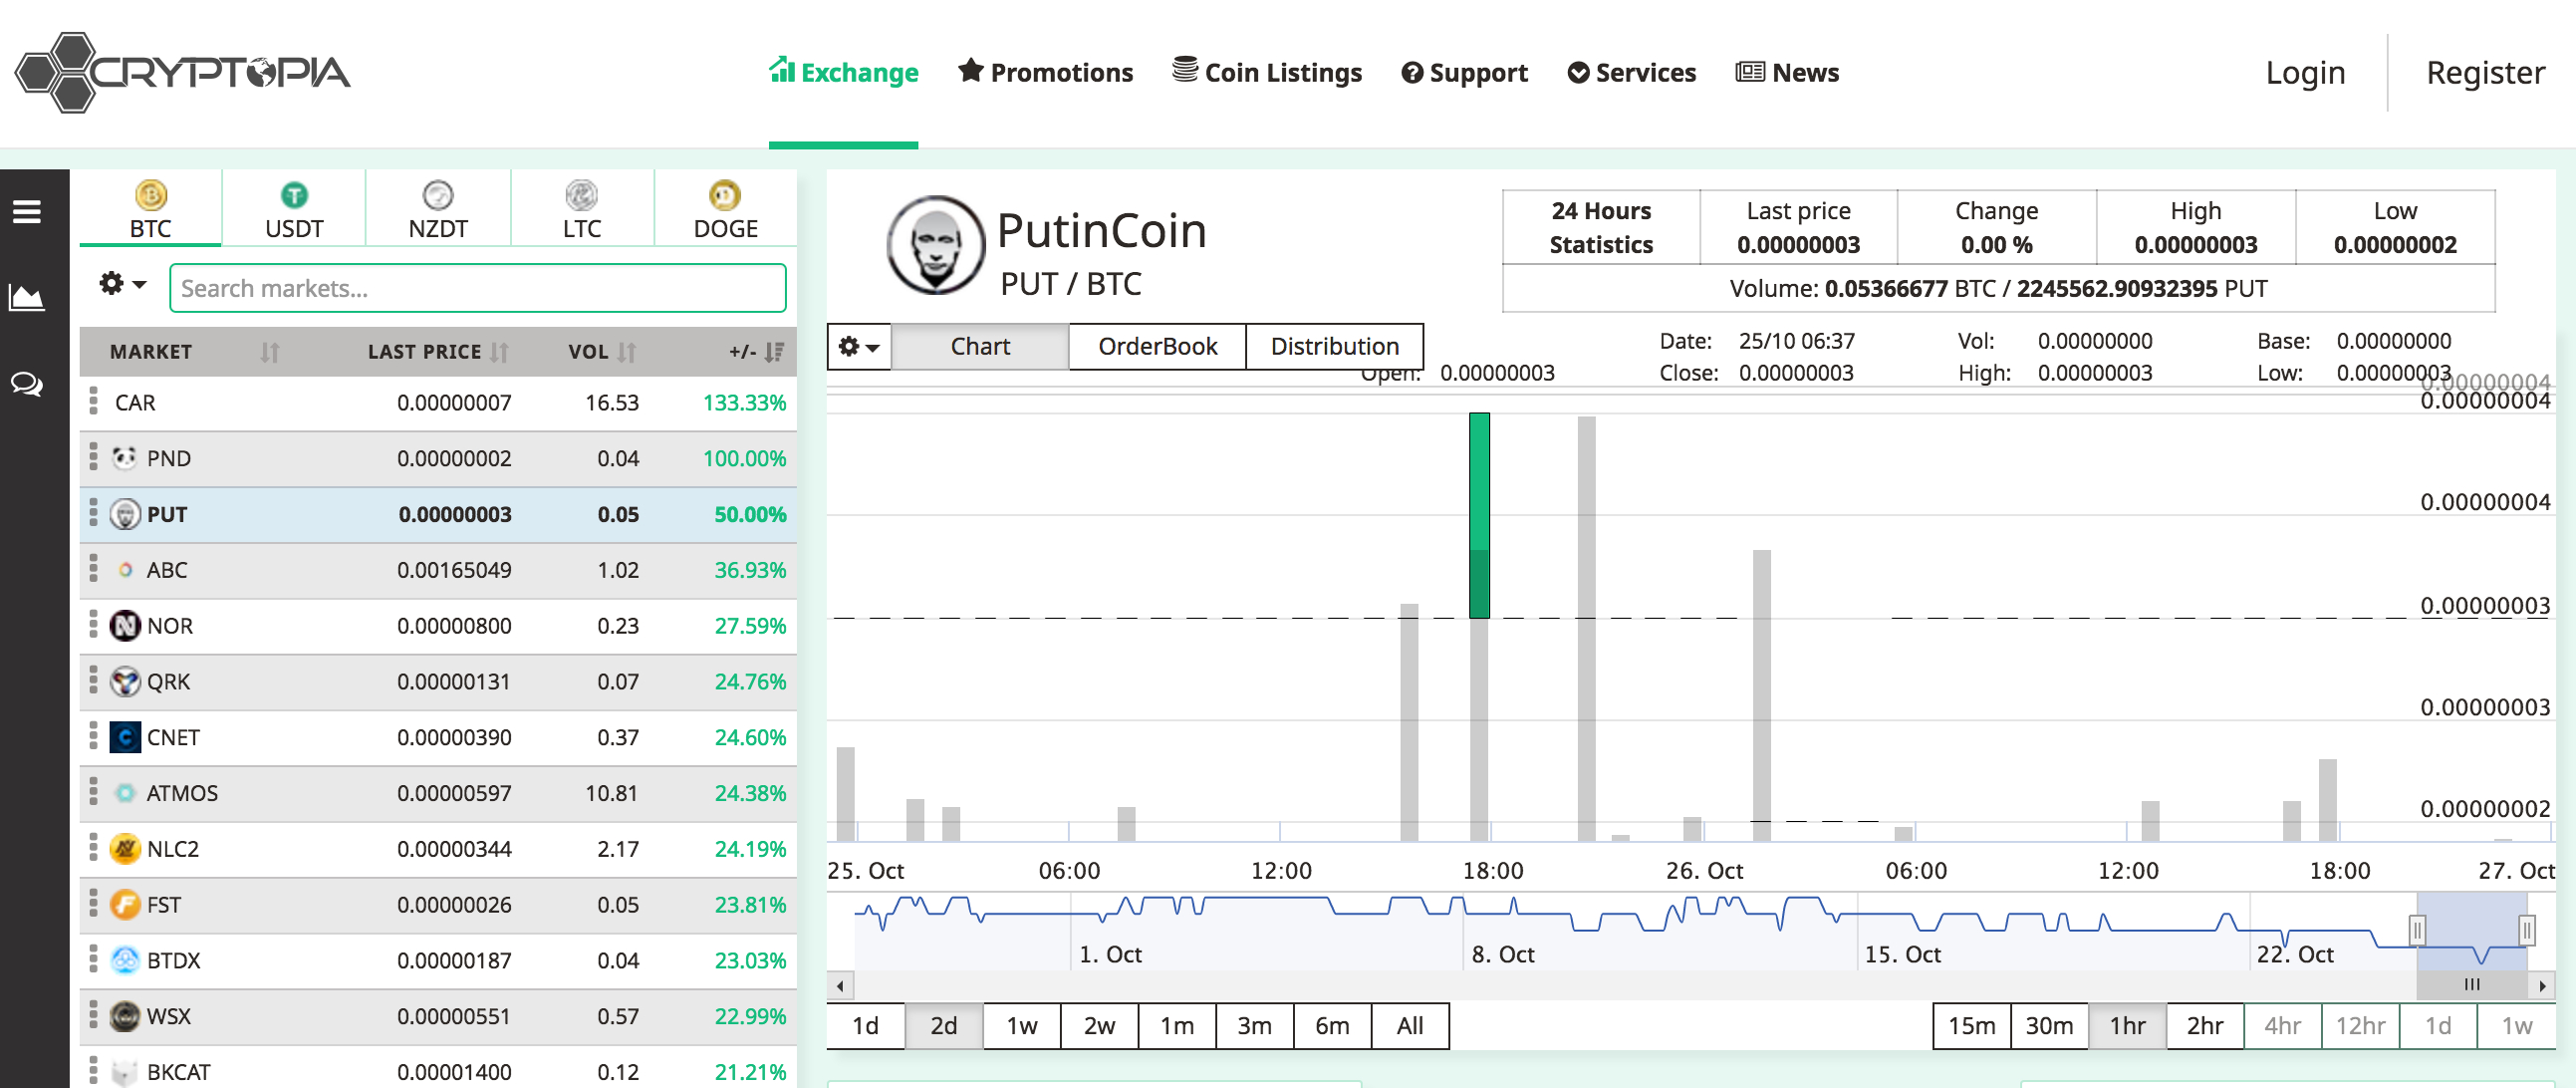 CRYPTOPIA
Exchange
Promotions
Coin Listings
Support
Services
News
Login
Register
BTC
USDT
NZDT
LTC
DOGE
Search markets...
MARKET LAST PRICE VOL +/-
CAR 0.00000007 16.53 133.33%
PND 0.00000002 0.04 100.00%
PUT 0.00000003 0.05 50.00%
ABC 0.00165049 1.02 36.93%
NOR 0.00000800 0.23 27.59%
QRK 0.00000131 0.07 24.76%
CNET 0.00000390 0.37 24.60%
ATMOS 0.00000597 10.81 24.38%
NLC2 0.00000344 2.17 24.19%
FST 0.00000026 0.05 23.81%
BTDX 0.00000187 0.04 23.03%
WSX 0.00000551 0.57 22.99%
BKCAT 0.00001400 0.12 21.21%
PutinCoin
PUT / BTC
24 Hours Statistics
Last price 0.00000003
Change 0.00 %
High 0.00000003
Low 0.00000002
Volume: 0.05366677 BTC / 2245562.90932395 PUT
Chart
OrderBook
Distribution
Date: 25/10 06:37 Vol: 0.00000000 Base: 0.00000000
Open: 0.00000003 Close: 0.00000003 High: 0.00000003 Low: 0.00000003
0.00000004
0.00000004
0.00000004
0.00000003
0.00000003
0.00000002
25. Oct 06:00 12:00 18:00 26. Oct 06:00 12:00 18:00 27. Oct
1. Oct 8. Oct 15. Oct 22. Oct
1d 2d 1w 2w 1m 3m 6m All
15m 30m 1hr 2hr 4hr 12hr 1d 1w